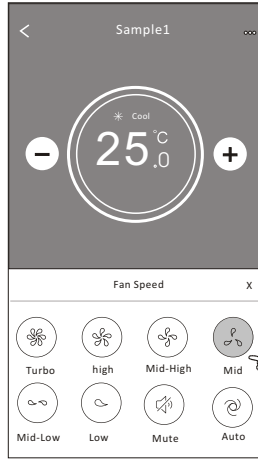 Sample1
Cool
25.0°C
Fan Speed X
Turbo high Mid-High Mid
Mid-Low Low Mute Auto